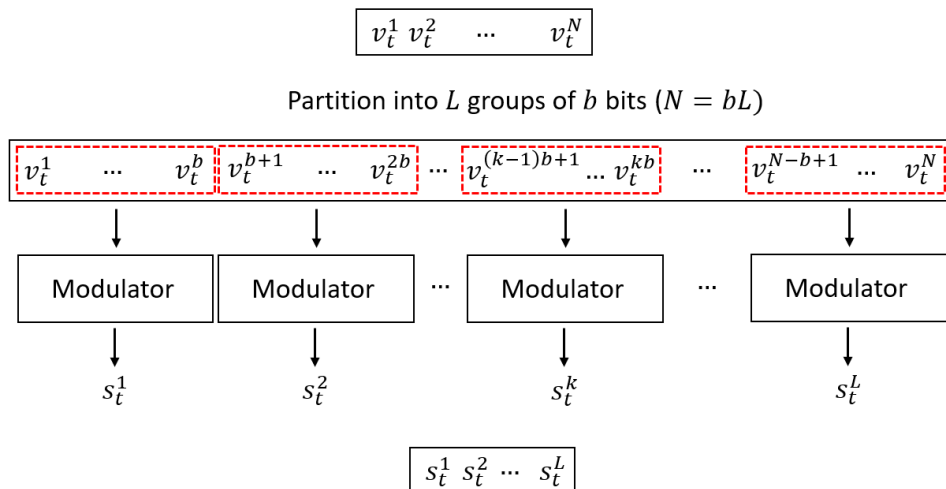 $v_t^1$ $v_t^2$ ⋯ $v_t^N$
Partition into $L$ groups of $b$ bits ($N = bL$)
$v_t^1$ ⋯ $v_t^b$ $v_t^{b+1}$ ⋯ $v_t^{2b}$ ⋯ $v_t^{(k-1)b+1}$ ⋯ $v_t^{kb}$ ⋯ $v_t^{N-b+1}$ ⋯ $v_t^N$
Modulator Modulator ⋯ Modulator ⋯ Modulator
$s_t^1$ $s_t^2$ $s_t^k$ $s_t^L$
$s_t^1$ $s_t^2$ ⋯ $s_t^L$